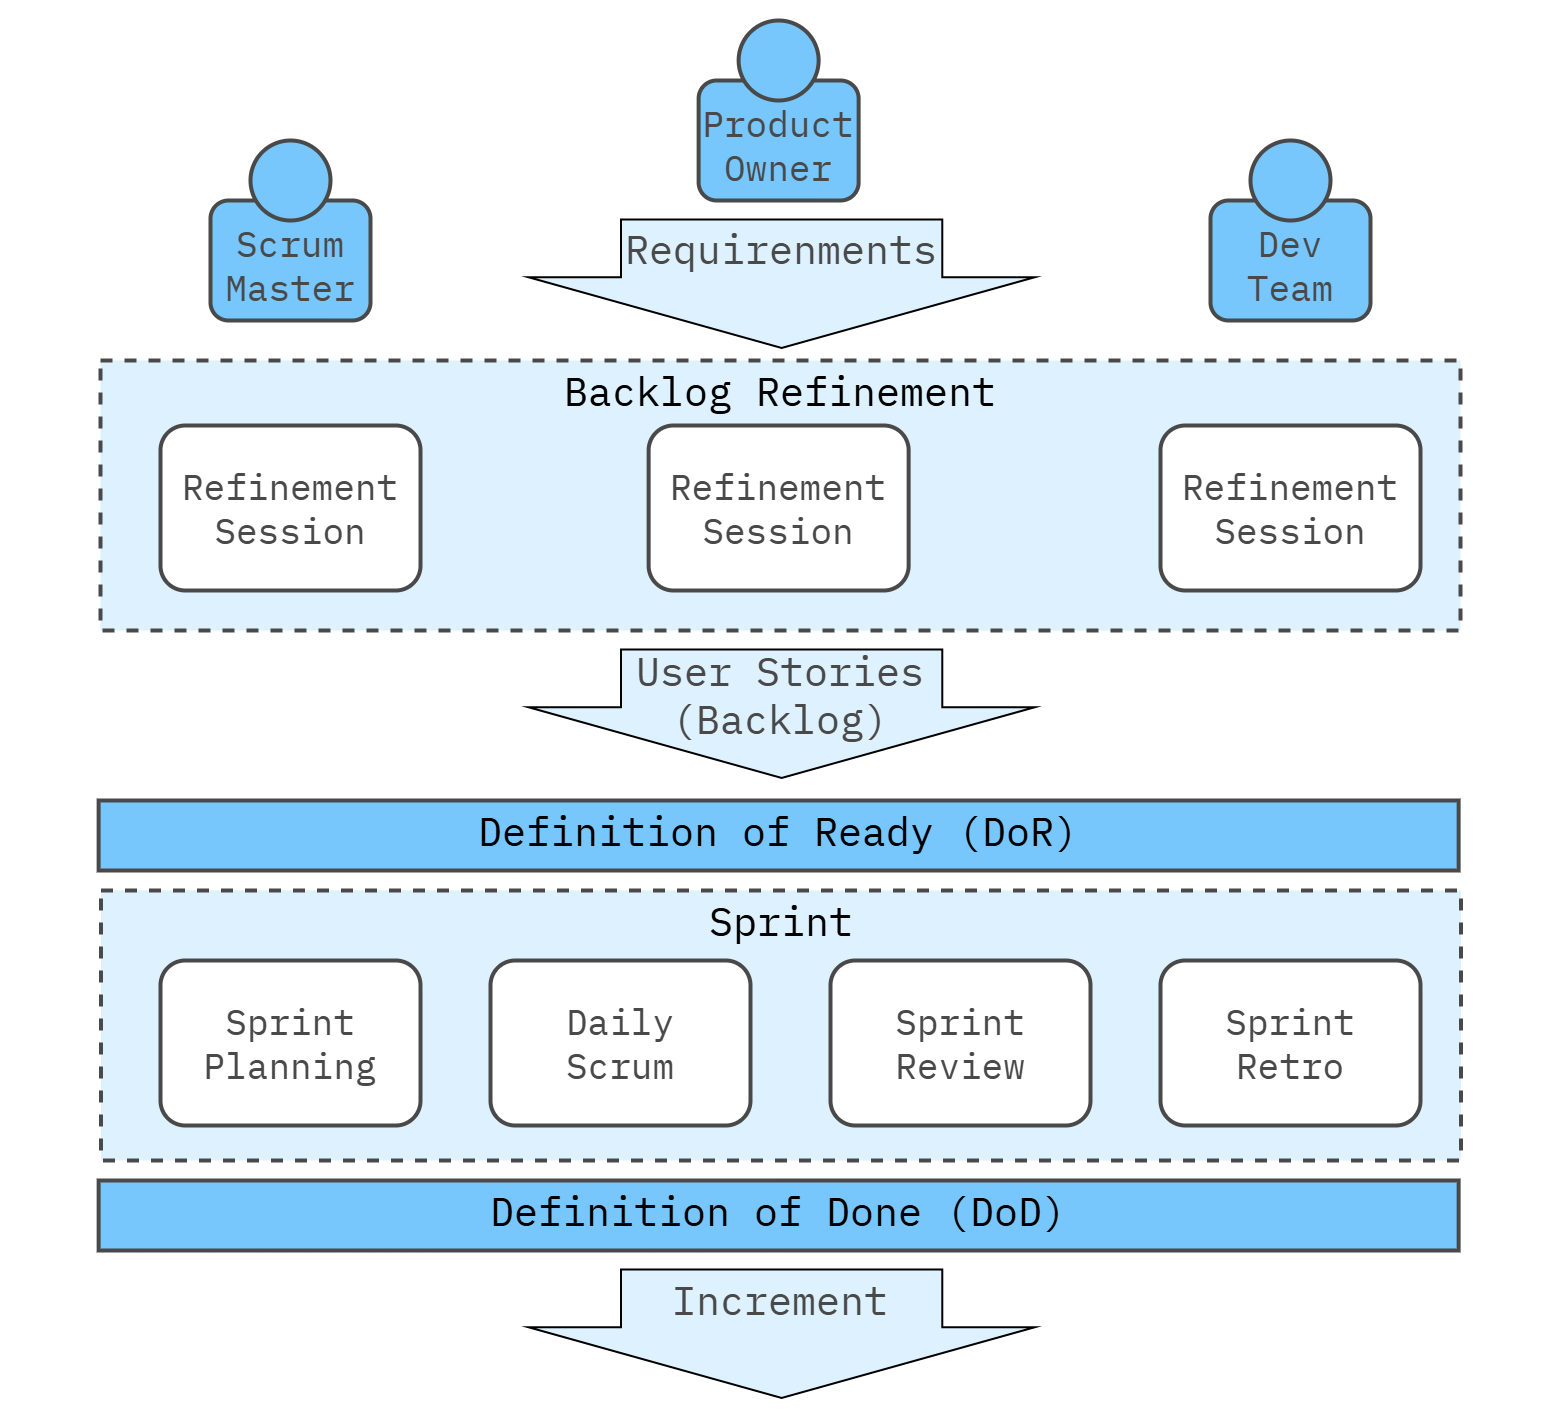 Product
Owner
Scrum
Master
Dev
Team
Requirenments
Backlog Refinement
Refinement
Session
Refinement
Session
Refinement
Session
User Stories
(Backlog)
Definition of Ready (DoR)
Sprint
Sprint
Planning
Daily
Scrum
Sprint
Review
Sprint
Retro
Definition of Done (DoD)
Increment